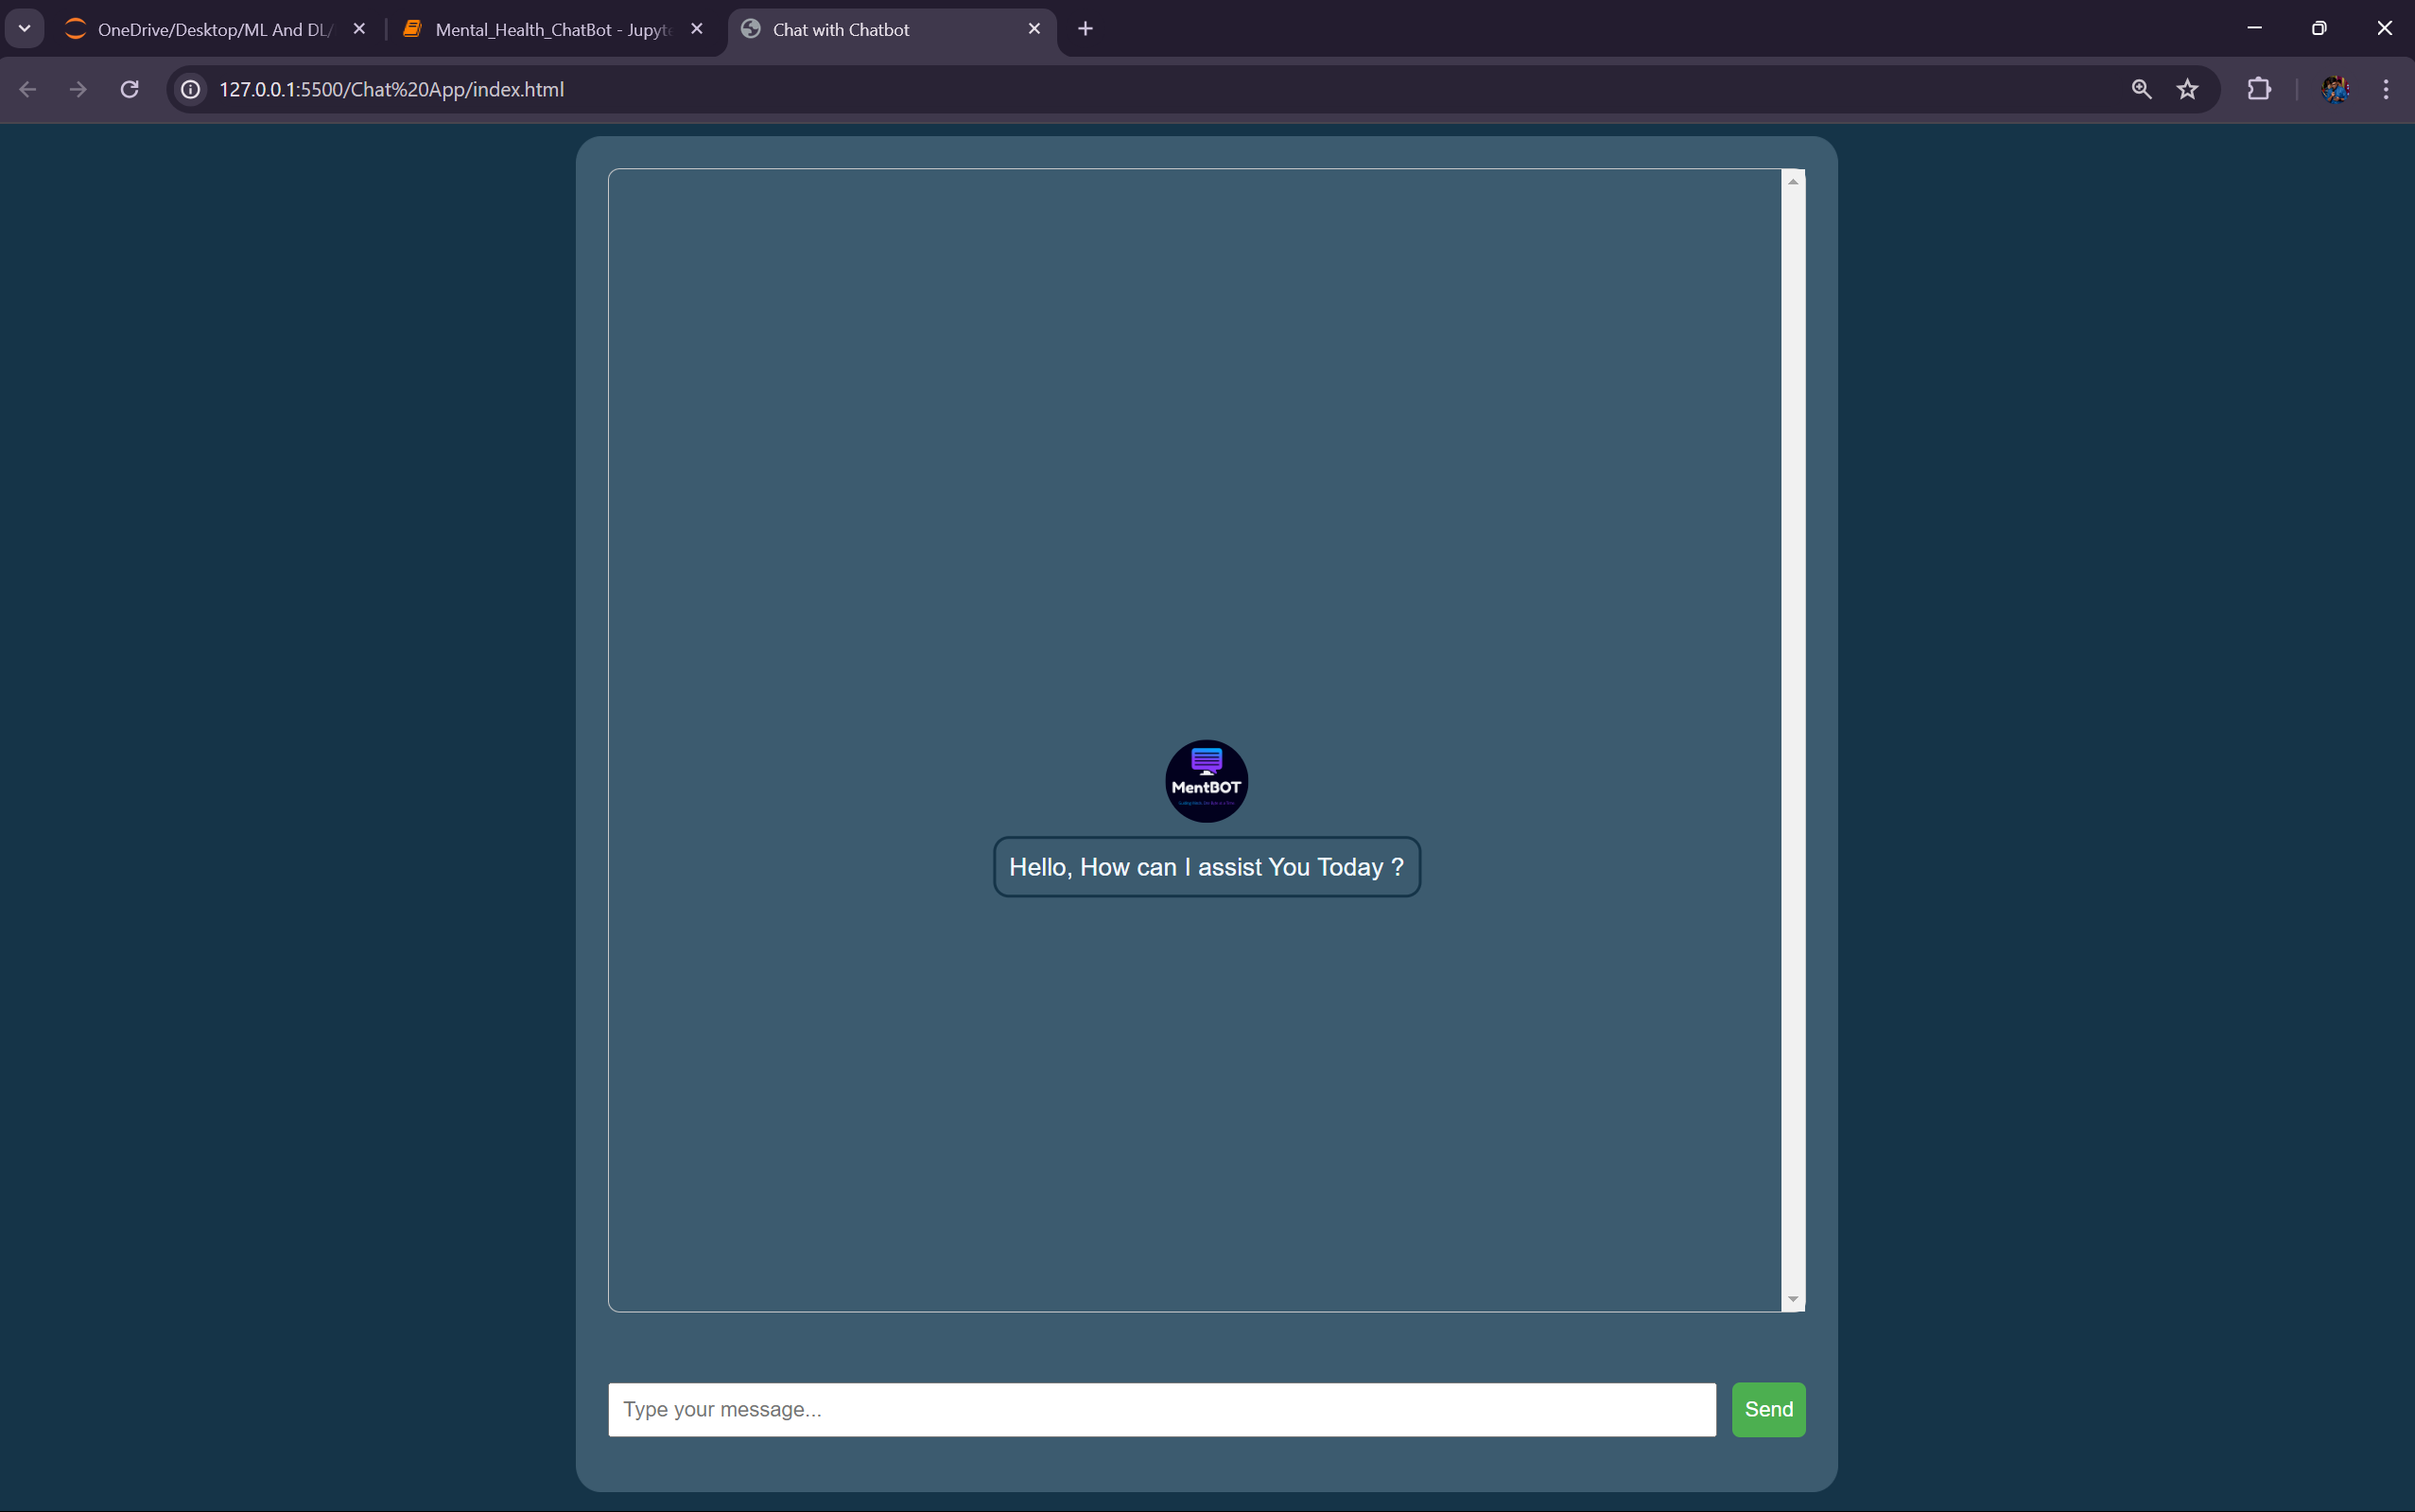 OneDrive/Desktop/ML And DL/
Mental_Health_ChatBot - Jupyte
Chat with Chatbot
127.0.0.1:5500/Chat%20App/index.html
MentBOT
Hello, How can I assist You Today ?
Type your message...
Send